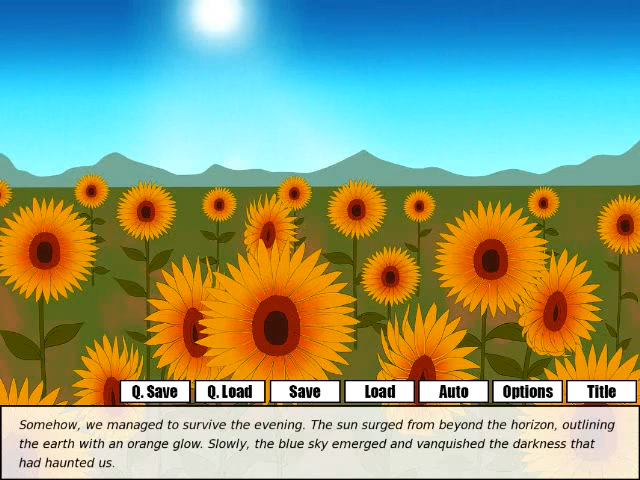 Q. Save Q. Load Save Load Auto Options Title
Somehow, we managed to survive the evening. The sun surged from beyond the horizon, outlining
the earth with an orange glow. Slowly, the blue sky emerged and vanquished the darkness that
had haunted us.